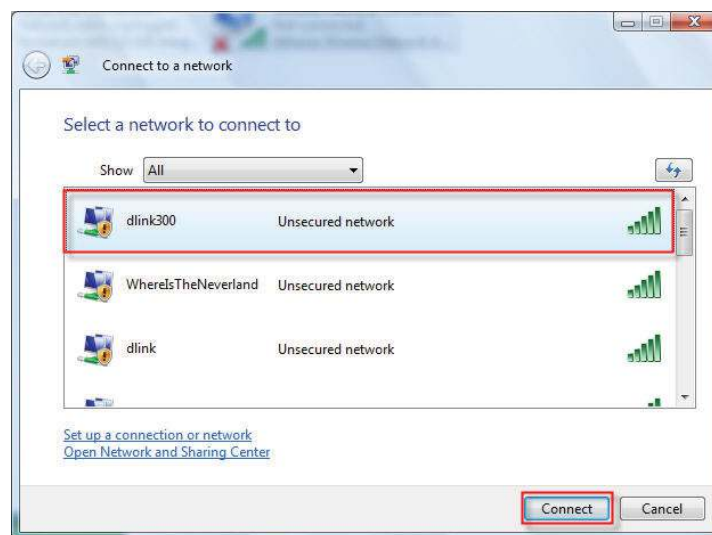 Connect to a network
Select a network to connect to
Show All
dlink300 Unsecured network
WhereIsTheNeverland Unsecured network
dlink Unsecured network
Set up a connection or network
Open Network and Sharing Center
Connect Cancel